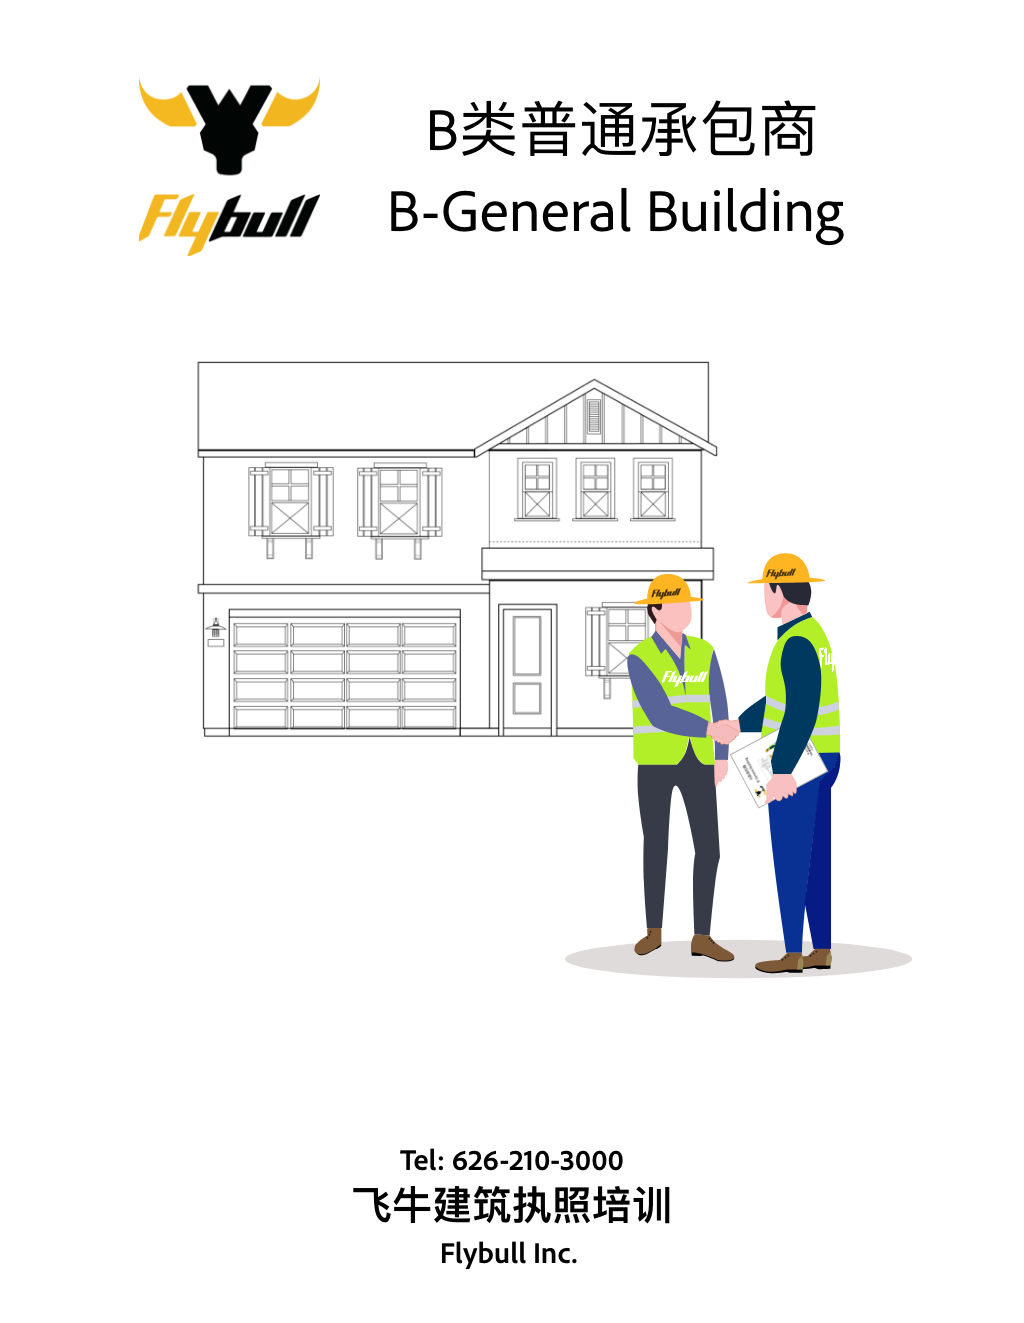 Flybull
B类普通承包商
B-General Building
Flybull
Flybull
Flybull
Fly
Tel: 626-210-3000
飞牛建筑执照培训
Flybull Inc.